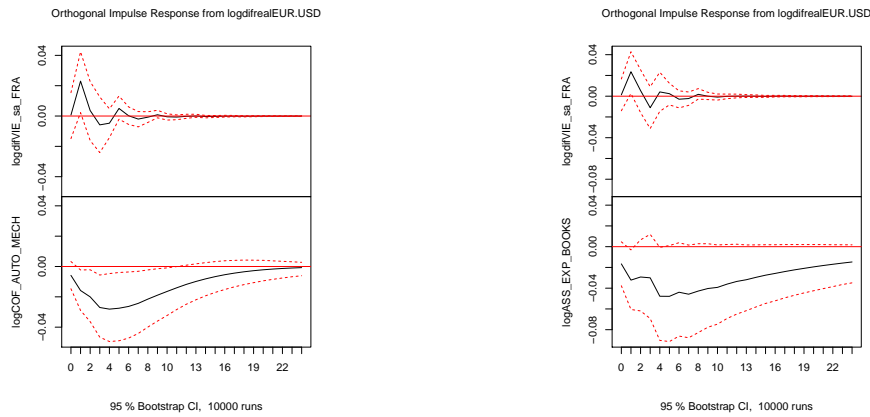 Orthogonal Impulse Response from logdifrealEUR.USD
logdifVIE_sa_FRA
0.04
0.00
−0.04
logCOF_AUTO_MECH
0.04
0.00
−0.04
0 2 4 6 8 10 13 16 19 22
95 % Bootstrap CI, 10000 runs
Orthogonal Impulse Response from logdifrealEUR.USD
logdifVIE_sa_FRA
0.04
0.00
−0.04
−0.08
logASS_EXP_BOOKS
0.04
0.00
−0.04
−0.08
0 2 4 6 8 10 13 16 19 22
95 % Bootstrap CI, 10000 runs